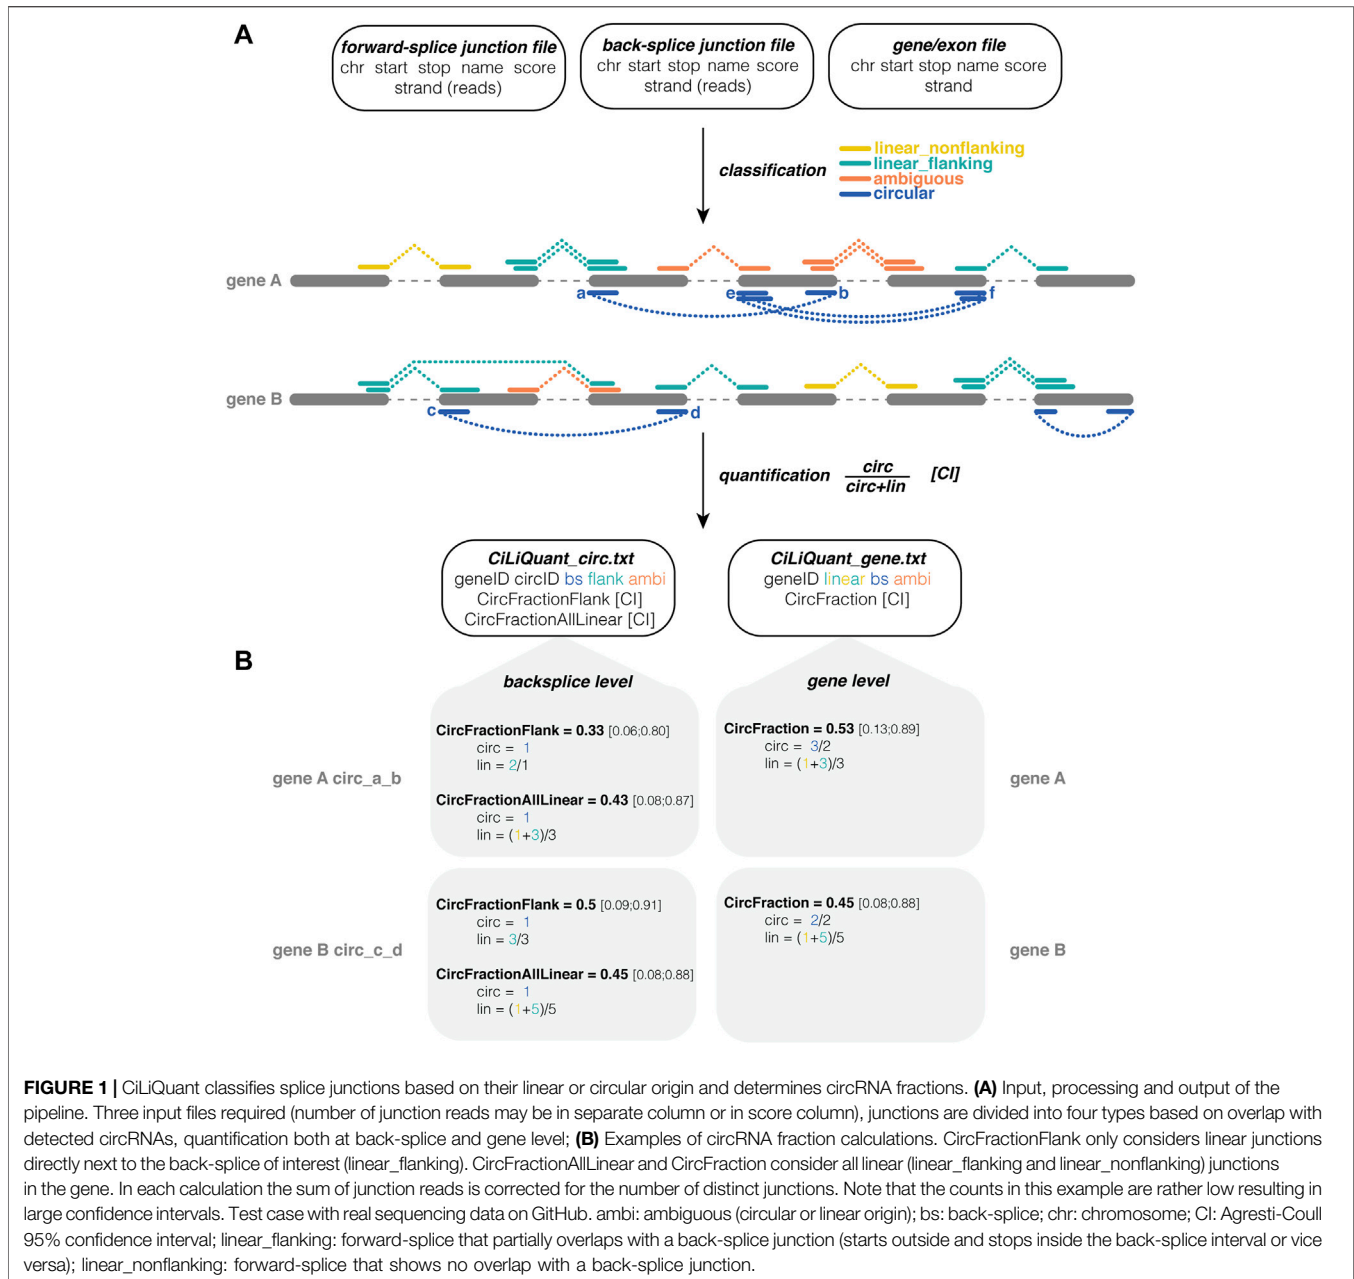 A
forward-splice junction file
chr start stop name score
strand (reads)
back-splice junction file
chr start stop name score
strand (reads)
gene/exon file
chr start stop name score
strand
classification
linear_nonflanking
linear_flanking
ambiguous
circular
gene A
a
e
b
f
gene B
c
d
quantification
circ
circ+lin
[CI]
CiLiQuant_circ.txt
geneID circID bs flank ambi
CircFractionFlank [CI]
CircFractionAllLinear [CI]
CiLiQuant_gene.txt
geneID linear bs ambi
CircFraction [CI]
B
backsplice level
gene level
gene A circ_a_b
CircFractionFlank = 0.33 [0.06;0.80]
circ = 1
lin = 2/1
CircFractionAllLinear = 0.43 [0.08;0.87]
circ = 1
lin = (1+3)/3
CircFraction = 0.53 [0.13;0.89]
circ = 3/2
lin = (1+3)/3
gene A
gene B circ_c_d
CircFractionFlank = 0.5 [0.09;0.91]
circ = 1
lin = 3/3
CircFractionAllLinear = 0.45 [0.08;0.88]
circ = 1
lin = (1+5)/5
CircFraction = 0.45 [0.08;0.88]
circ = 2/2
lin = (1+5)/5
gene B
FIGURE 1 | CiLiQuant classifies splice junctions based on their linear or circular origin and determines circRNA fractions. (A) Input, processing and output of the
pipeline. Three input files required (number of junction reads may be in separate column or in score column), junctions are divided into four types based on overlap with
detected circRNAs, quantification both at back-splice and gene level; (B) Examples of circRNA fraction calculations. CircFractionFlank only considers linear junctions
directly next to the back-splice of interest (linear_flanking). CircFractionAllLinear and CircFraction consider all linear (linear_flanking and linear_nonflanking) junctions
in the gene. In each calculation the sum of junction reads is corrected for the number of distinct junctions. Note that the counts in this example are rather low resulting in
large confidence intervals. Test case with real sequencing data on GitHub. ambi: ambiguous (circular or linear origin); bs: back-splice; chr: chromosome; CI: Agresti-Coull
95% confidence interval; linear_flanking: forward-splice that partially overlaps with a back-splice junction (starts outside and stops inside the back-splice interval or vice
versa); linear_nonflanking: forward-splice that shows no overlap with a back-splice junction.